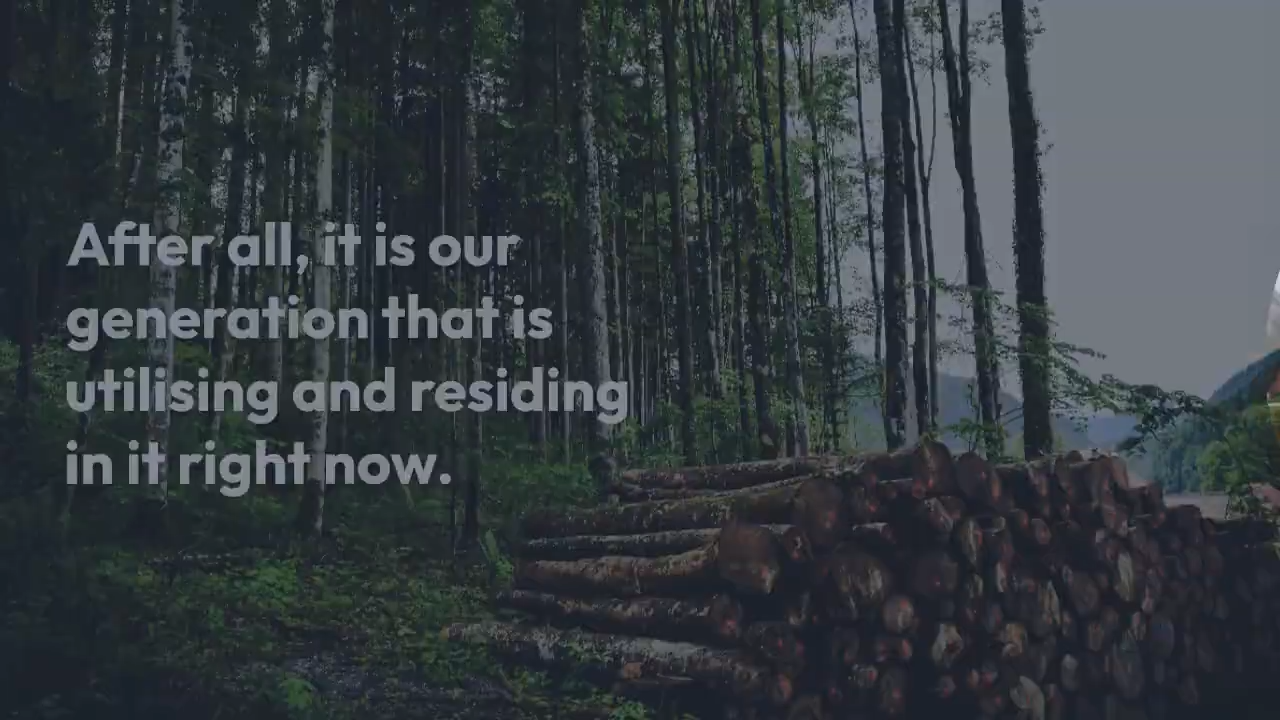 After all, it is our
generation that is
utilising and residing
in it right now.